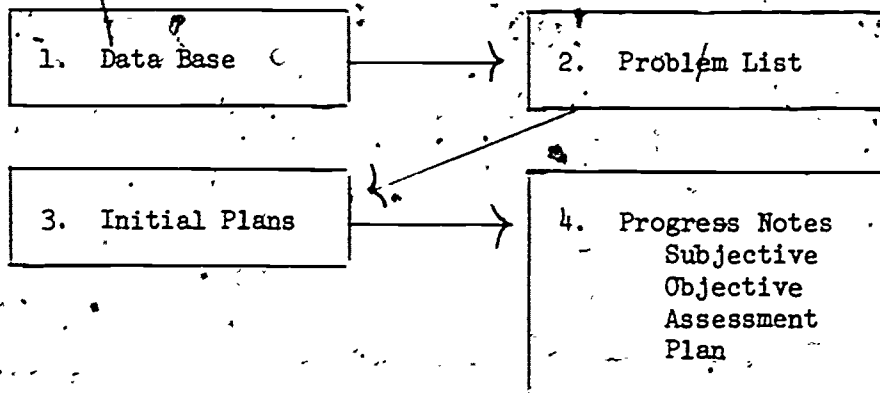 1. Data Base
2. Problem List
3. Initial Plans
4. Progress Notes
Subjective
Objective
Assessment
Plan